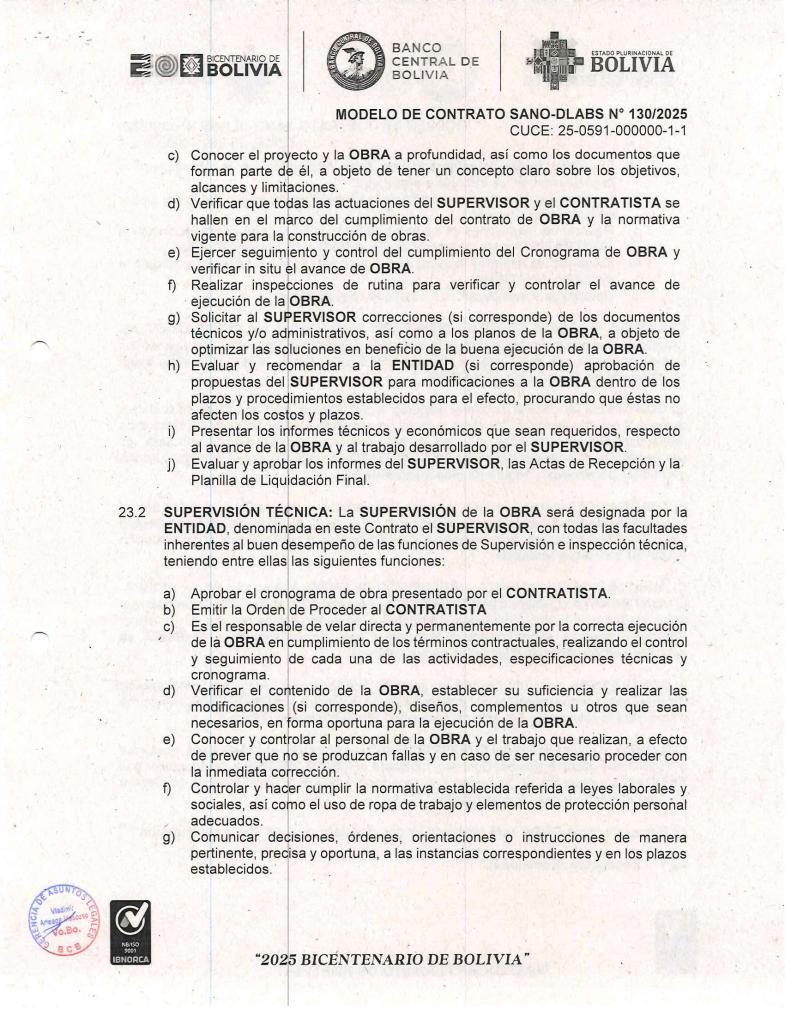 BICENTENARIO DE
BOLIVIA
BANCO CENTRAL DE BOLIVIA
BANCO
CENTRAL DE
BOLIVIA
ESTADO PLURINACIONAL DE
BOLIVIA
MODELO DE CONTRATO SANO-DLABS N° 130/2025
CUCE: 25-0591-000000-1-1
c) Conocer el proyecto y la OBRA a profundidad, así como los documentos que
forman parte de él, a objeto de tener un concepto claro sobre los objetivos,
alcances y limitaciones.
d) Verificar que todas las actuaciones del SUPERVISOR y el CONTRATISTA se
hallen en el marco del cumplimiento del contrato de OBRA y la normativa
vigente para la construcción de obras.
e) Ejercer seguimiento y control del cumplimiento del Cronograma de OBRA y
verificar in situ el avance de OBRA.
f) Realizar inspecciones de rutina para verificar y controlar el avance de
ejecución de la OBRA.
g) Solicitar al SUPERVISOR correcciones (si corresponde) de los documentos
técnicos y/o administrativos, así como a los planos de la OBRA, a objeto de
optimizar las soluciones en beneficio de la buena ejecución de la OBRA.
h) Evaluar y recomendar a la ENTIDAD (si corresponde) aprobación de
propuestas del SUPERVISOR para modificaciones a la OBRA dentro de los
plazos y procedimientos establecidos para el efecto, procurando que éstas no
afecten los costos y plazos.
i) Presentar los informes técnicos y económicos que sean requeridos, respecto
al avance de la OBRA y al trabajo desarrollado por el SUPERVISOR.
j) Evaluar y aprobar los informes del SUPERVISOR, las Actas de Recepción y la
Planilla de Liquidación Final.
23.2 SUPERVISIÓN TÉCNICA: La SUPERVISIÓN de la OBRA será designada por la
ENTIDAD, denominada en este Contrato el SUPERVISOR, con todas las facultades
inherentes al buen desempeño de las funciones de Supervisión e inspección técnica,
teniendo entre ellas las siguientes funciones:
a) Aprobar el cronograma de obra presentado por el CONTRATISTA.
b) Emitir la Orden de Proceder al CONTRATISTA
c) Es el responsable de velar directa y permanentemente por la correcta ejecución
de la OBRA en cumplimiento de los términos contractuales, realizando el control
y seguimiento de cada una de las actividades, especificaciones técnicas y
cronograma.
d) Verificar el contenido de la OBRA, establecer su suficiencia y realizar las
modificaciones (si corresponde), diseños, complementos u otros que sean
necesarios, en forma oportuna para la ejecución de la OBRA.
e) Conocer y controlar al personal de la OBRA y el trabajo que realizan, a efecto
de prever que no se produzcan fallas y en caso de ser necesario proceder con
la inmediata corrección.
f) Controlar y hacer cumplir la normativa establecida referida a leyes laborales y
sociales, así como el uso de ropa de trabajo y elementos de protección personal
adecuados.
g) Comunicar decisiones, órdenes, orientaciones o instrucciones de manera
pertinente, precisa y oportuna, a las instancias correspondientes y en los plazos
establecidos.
GERENCIA DE ASUNTOS LEGALES
Vladimir
Vo.Bo.
BCB
NB/ISO
9001
IBNORCA
"2025 BICENTENARIO DE BOLIVIA"